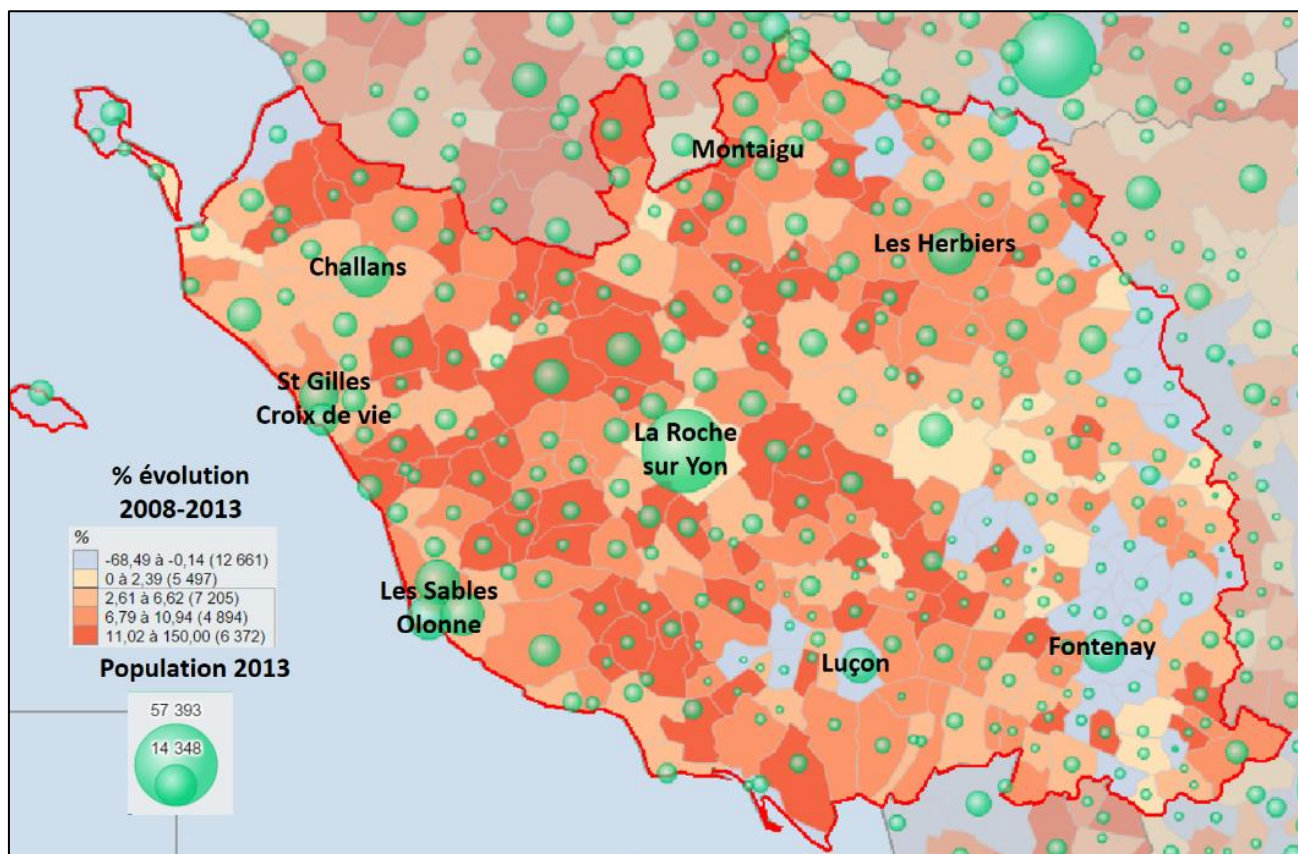 Montaigu
Les Herbiers
Challans
St Gilles
Croix de vie
La Roche
sur Yon
% évolution
2008-2013
%
-68,49 à -0,14 (12 661)
0 à 2,39 (5 497)
2,61 à 6,62 (7 205)
6,79 à 10,94 (4 894)
11,02 à 150,00 (6 372)
Les Sables
Olonne
Luçon
Fontenay
Population 2013
57 393
14 348